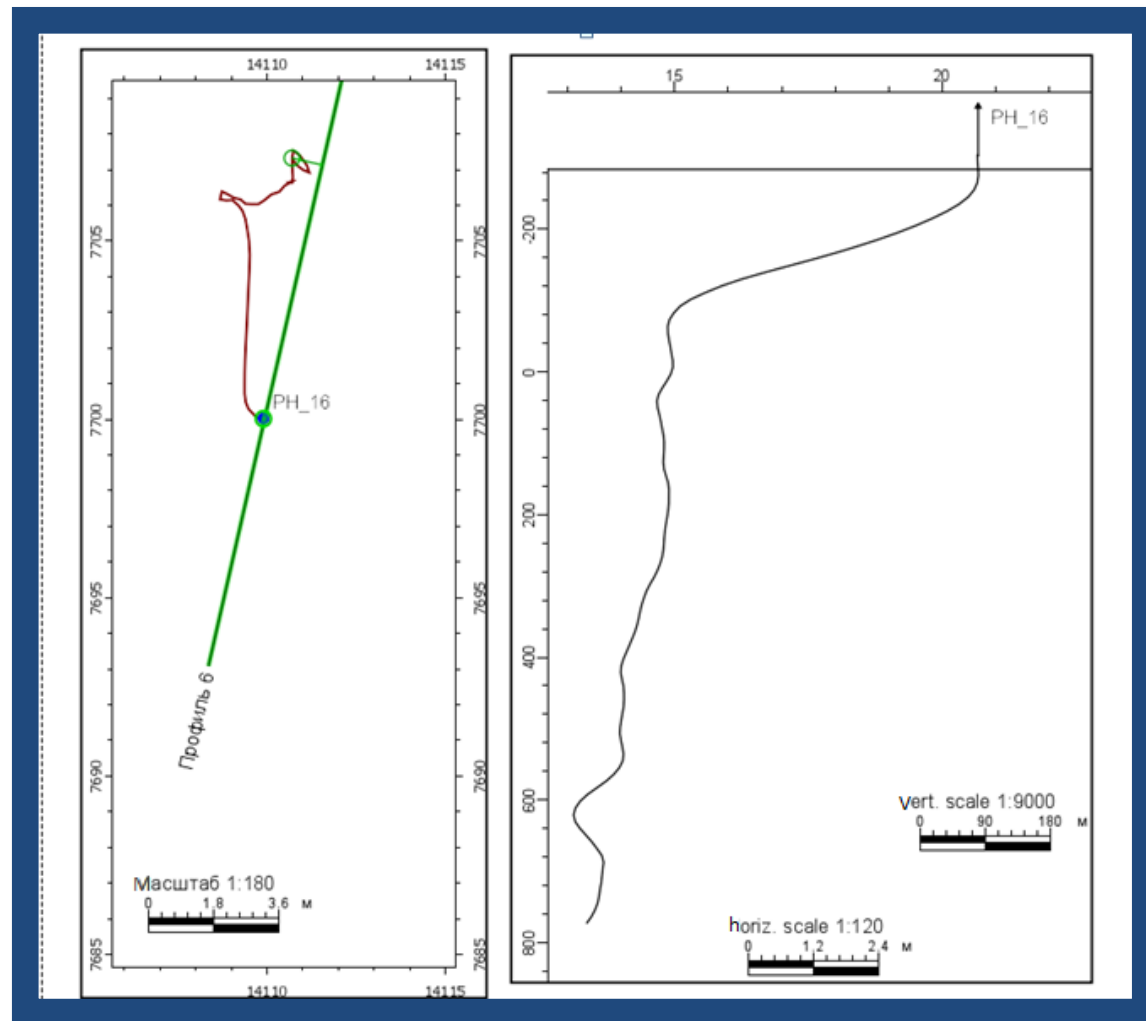 14110 14115
7705 7705
PH_16
7700 7700
7695 7695
Профиль 6
7690 7690
Масштаб 1:180
0 1,8 3,6 м
7685 7685
14110 14115
15 20
PH_16
200
0
200
400
600
vert. scale 1:9000
0 90 180 м
horiz. scale 1:120
0 1,2 2,4 м
800